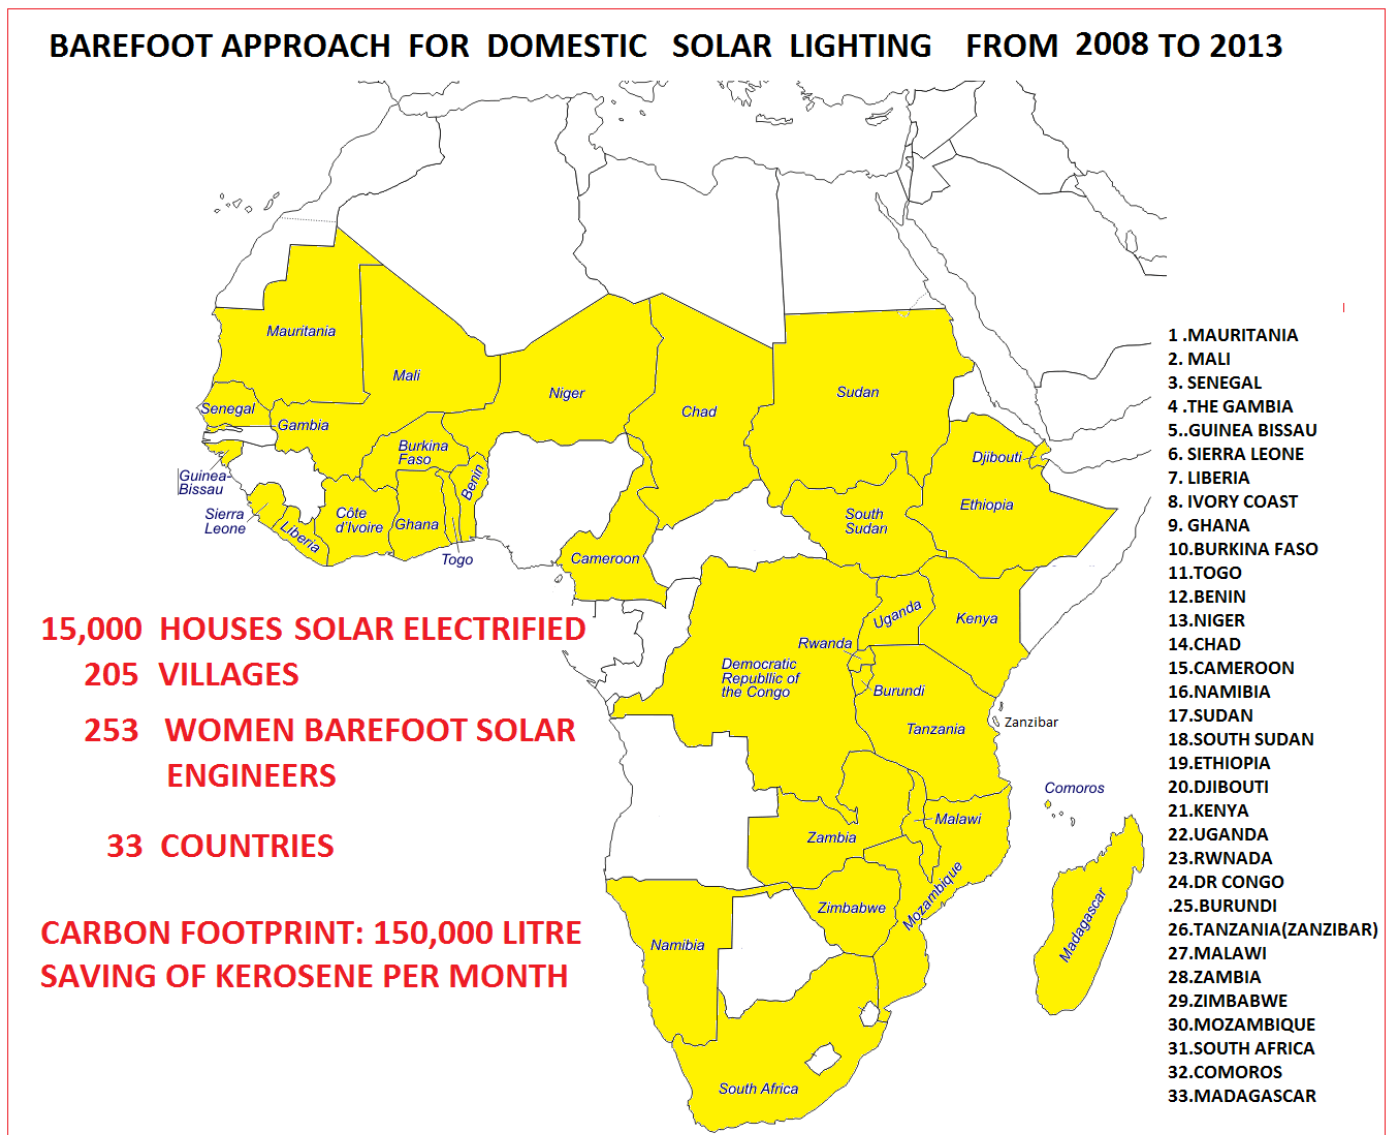 BAREFOOT APPROACH FOR DOMESTIC SOLAR LIGHTING FROM 2008 TO 2013
Mauritania
Mali
Niger
Chad
Sudan
Senegal
Gambia
Burkina
Faso
Benin
Djibouti
Guinea-
Bissau
Sierra
Leone
Liberia
Côte
d'Ivoire
Ghana
Togo
Cameroon
South
Sudan
Ethiopia
Uganda
Kenya
Rwanda
Democratic
Republlic of
the Congo
Burundi
Tanzania
Zanzibar
Comoros
Zambia
Malawi
Mozambique
Zimbabwe
Namibia
Madagascar
South Africa
15,000 HOUSES SOLAR ELECTRIFIED
205 VILLAGES
253 WOMEN BAREFOOT SOLAR
ENGINEERS
33 COUNTRIES
CARBON FOOTPRINT: 150,000 LITRE
SAVING OF KEROSENE PER MONTH
1 .MAURITANIA
2. MALI
3. SENEGAL
4 .THE GAMBIA
5..GUINEA BISSAU
6. SIERRA LEONE
7. LIBERIA
8. IVORY COAST
9. GHANA
10.BURKINA FASO
11.TOGO
12.BENIN
13.NIGER
14.CHAD
15.CAMEROON
16.NAMIBIA
17.SUDAN
18.SOUTH SUDAN
19.ETHIOPIA
20.DJIBOUTI
21.KENYA
22.UGANDA
23.RWNADA
24.DR CONGO
.25.BURUNDI
26.TANZANIA(ZANZIBAR)
27.MALAWI
28.ZAMBIA
29.ZIMBABWE
30.MOZAMBIQUE
31.SOUTH AFRICA
32.COMOROS
33.MADAGASCAR